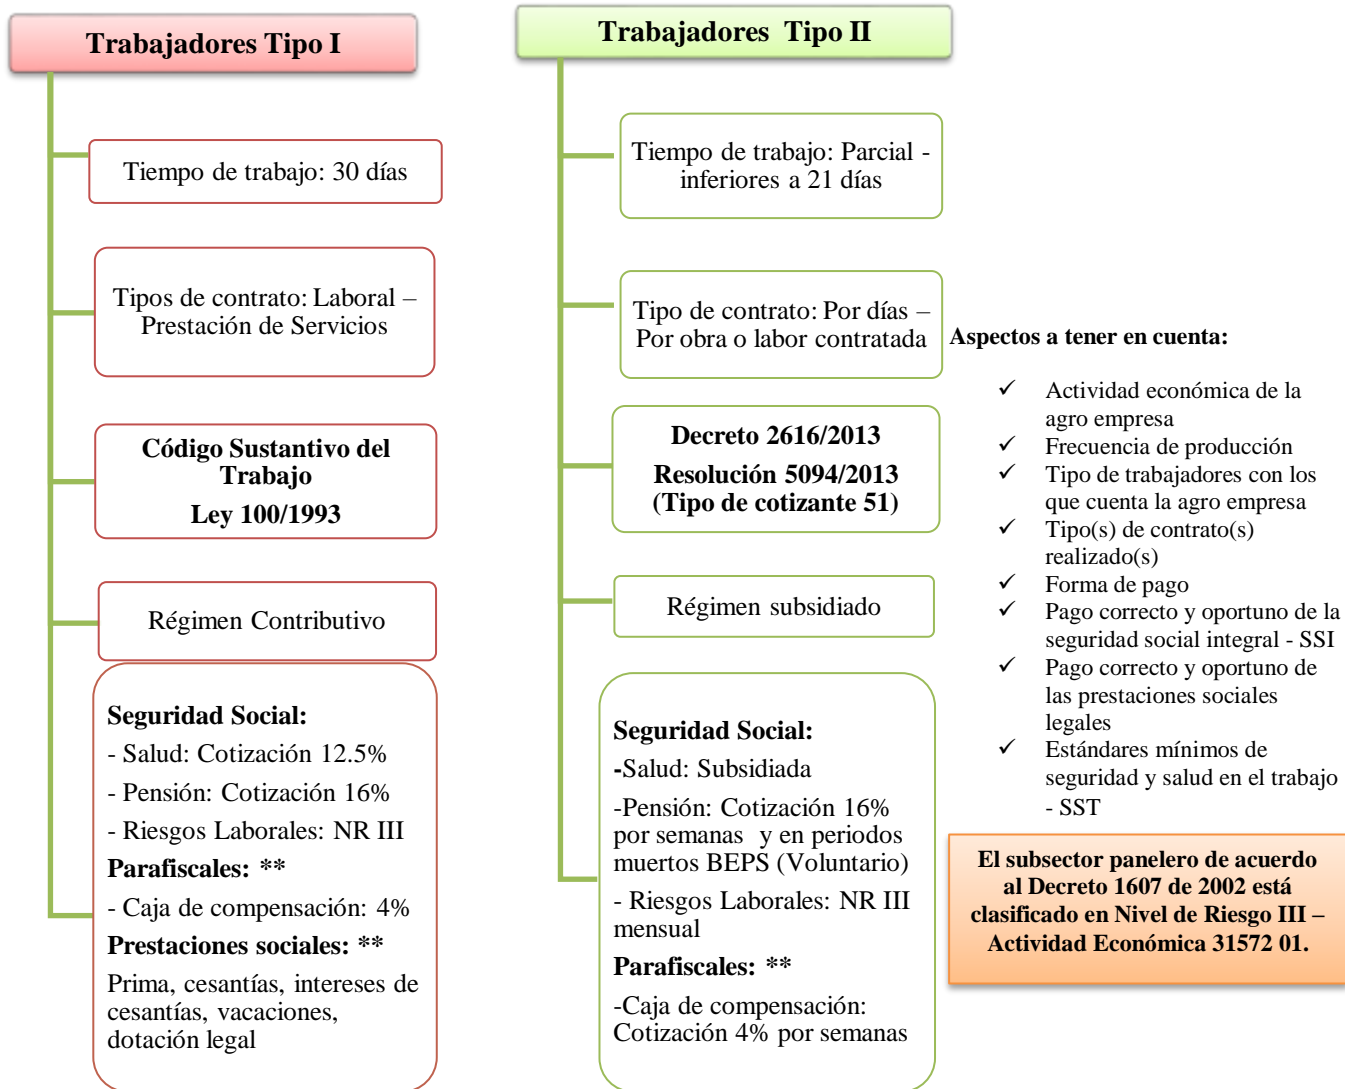 Trabajadores Tipo I
Tiempo de trabajo: 30 días
Tipos de contrato: Laboral –
Prestación de Servicios
Código Sustantivo del
Trabajo
Ley 100/1993
Régimen Contributivo
Seguridad Social:
- Salud: Cotización 12.5%
- Pensión: Cotización 16%
- Riesgos Laborales: NR III
Parafiscales: **
- Caja de compensación: 4%
Prestaciones sociales: **
Prima, cesantías, intereses de
cesantías, vacaciones,
dotación legal
Trabajadores Tipo II
Tiempo de trabajo: Parcial -
inferiores a 21 días
Tipo de contrato: Por días –
Por obra o labor contratada
Decreto 2616/2013
Resolución 5094/2013
(Tipo de cotizante 51)
Régimen subsidiado
Seguridad Social:
-Salud: Subsidiada
-Pensión: Cotización 16%
por semanas y en periodos
muertos BEPS (Voluntario)
- Riesgos Laborales: NR III
mensual
Parafiscales: **
-Caja de compensación:
Cotización 4% por semanas
Aspectos a tener en cuenta:
✓ Actividad económica de la
agro empresa
✓ Frecuencia de producción
✓ Tipo de trabajadores con los
que cuenta la agro empresa
✓ Tipo(s) de contrato(s)
realizado(s)
✓ Forma de pago
✓ Pago correcto y oportuno de la
seguridad social integral - SSI
✓ Pago correcto y oportuno de
las prestaciones sociales
legales
✓ Estándares mínimos de
seguridad y salud en el trabajo
- SST
El subsector panelero de acuerdo
al Decreto 1607 de 2002 está
clasificado en Nivel de Riesgo III –
Actividad Económica 31572 01.